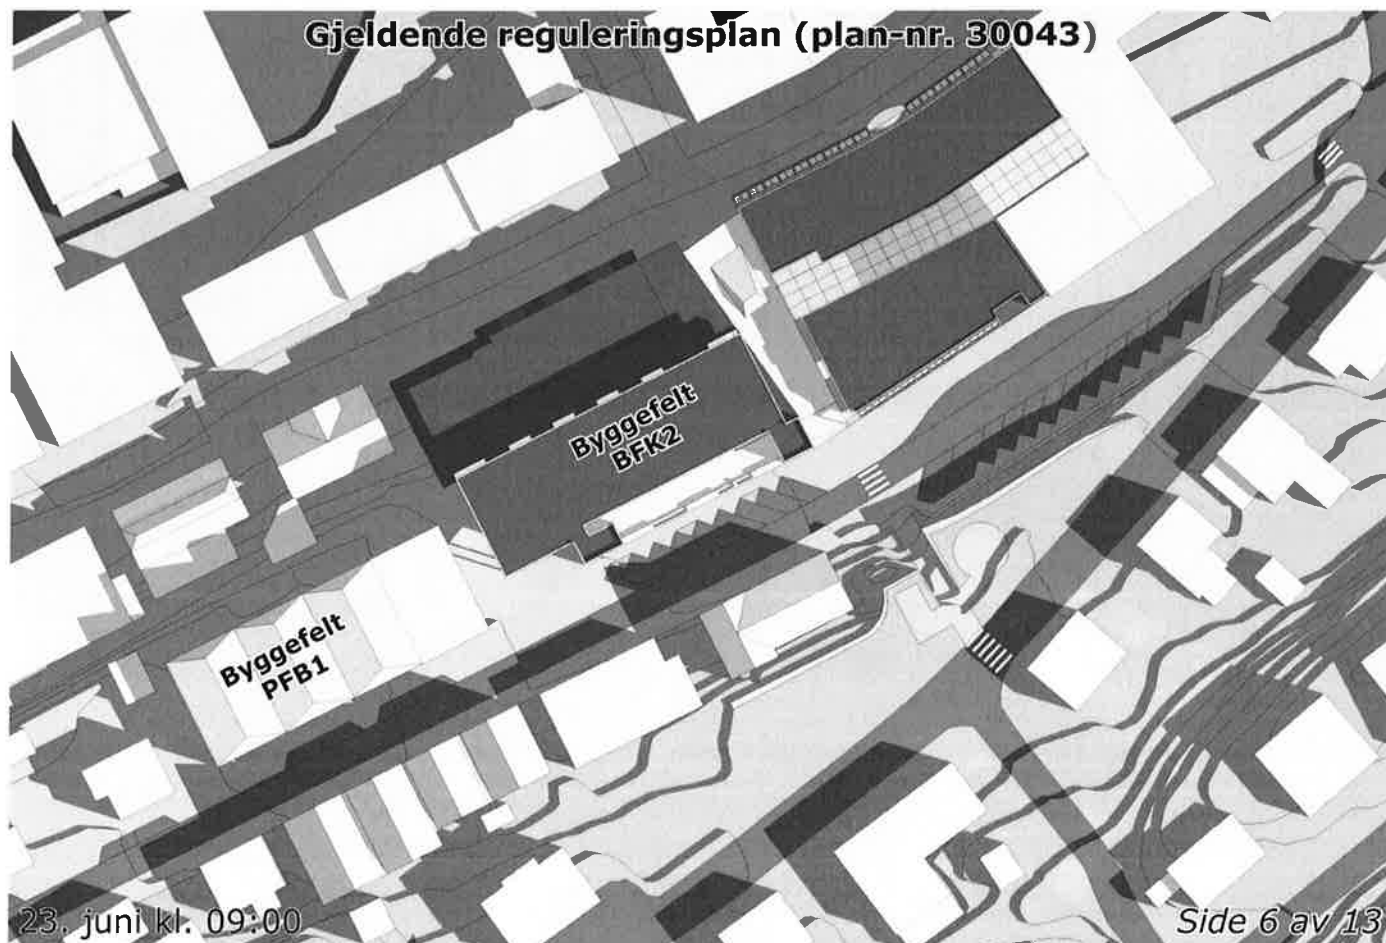 Gjeldende reguleringsplan (plan-nr. 30043)
Byggefelt
BFK2
Byggefelt
PFB1
23. juni kl. 09:00
Side 6 av 13